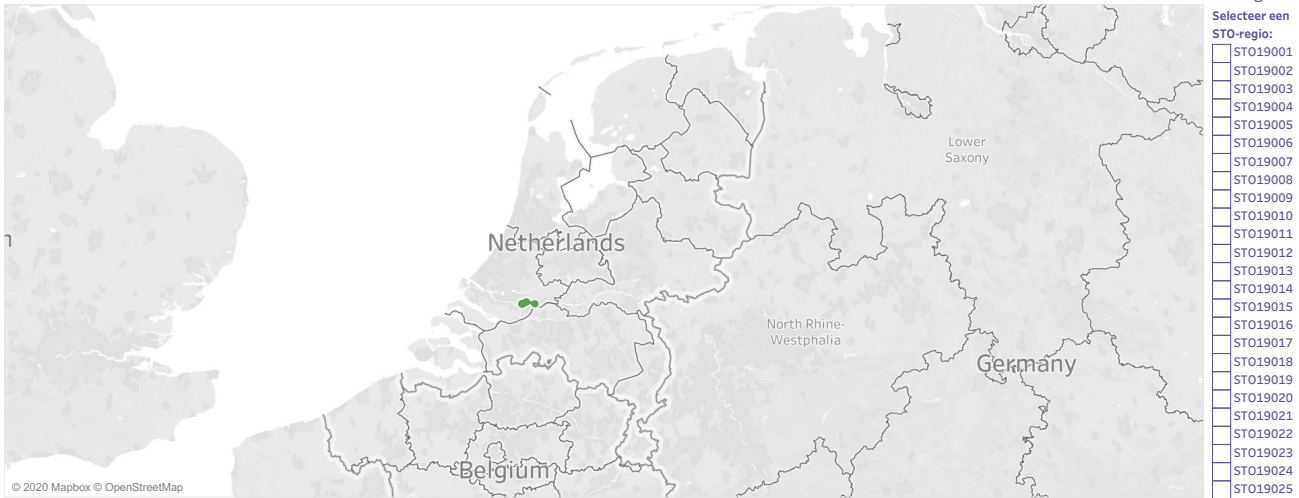 Selecteer een
STO-regio:
STO19001
STO19002
STO19003
STO19004
STO19005
STO19006
STO19007
STO19008
STO19009
STO19010
STO19011
STO19012
STO19013
STO19014
STO19015
STO19016
STO19017
STO19018
STO19019
STO19020
STO19021
STO19022
STO19023
STO19024
STO19025
Lower
Saxony
Netherlands
North Rhine-
Westphalia
Germany
Belgium
© 2020 Mapbox © OpenStreetMap